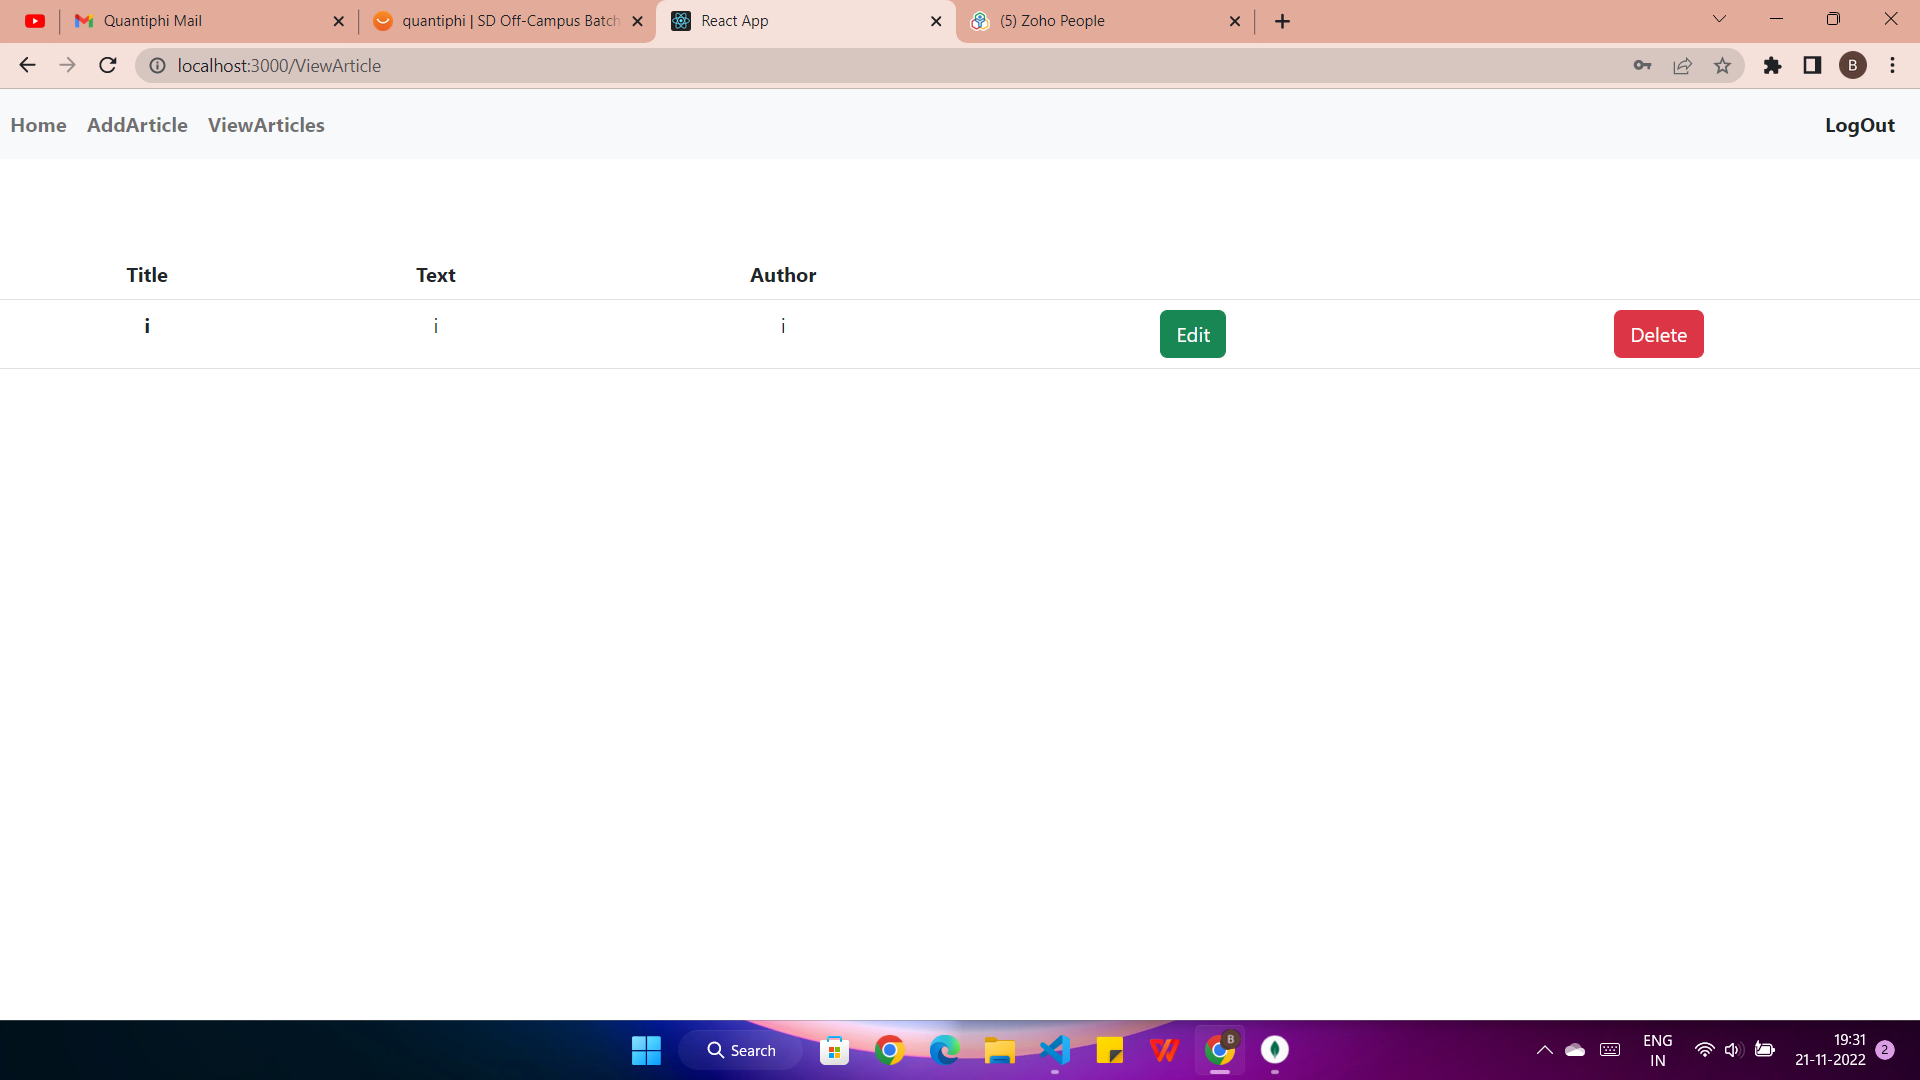 Quantiphi Mail
quantiphi | SD Off-Campus Batch
React App
(5) Zoho People
localhost:3000/ViewArticle
B
Home AddArticle ViewArticles LogOut
Title Text Author
i i i Edit Delete
Search
B
ENG
IN
19:31
21-11-2022
2